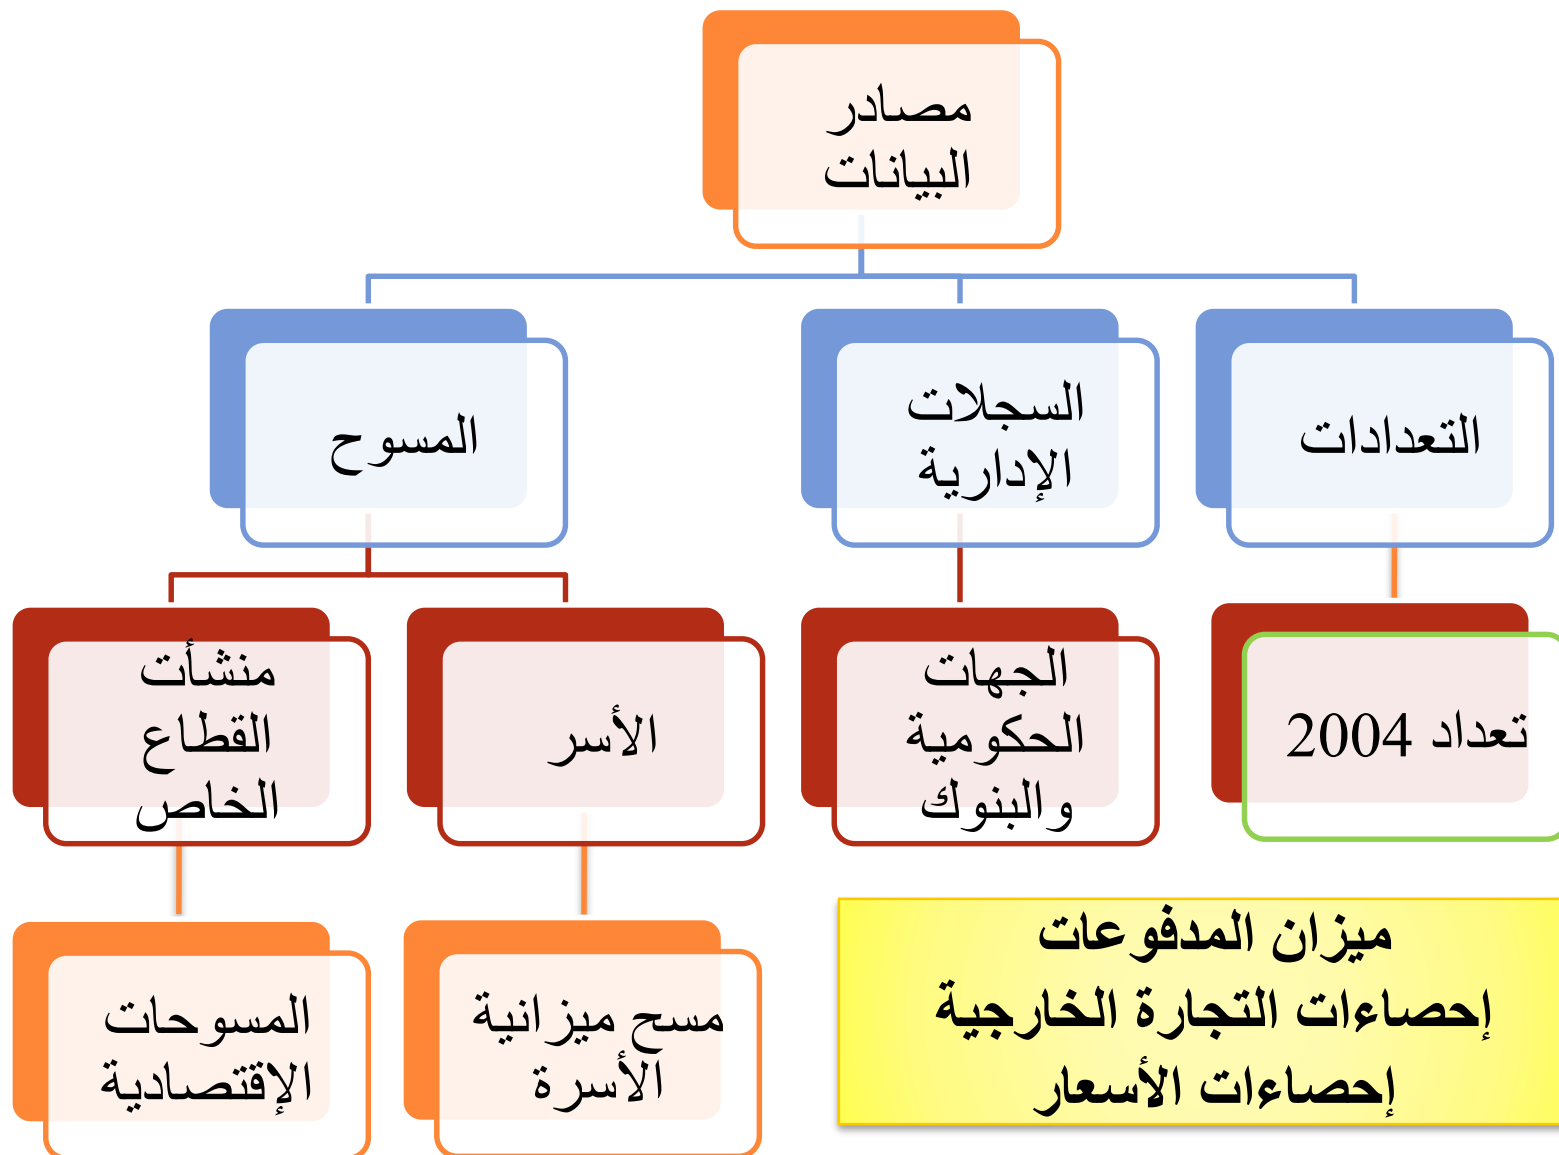 مصادر
البيانات
التعدادات
السجلات
الإدارية
المسوح
تعداد 2004
الجهات
الحكومية
والبنوك
الأسر
منشأت
القطاع
الخاص
مسح ميزانية
الأسرة
المسوحات
الإقتصادية
ميزان المدفوعات
إحصاءات التجارة الخارجية
إحصاءات الأسعار